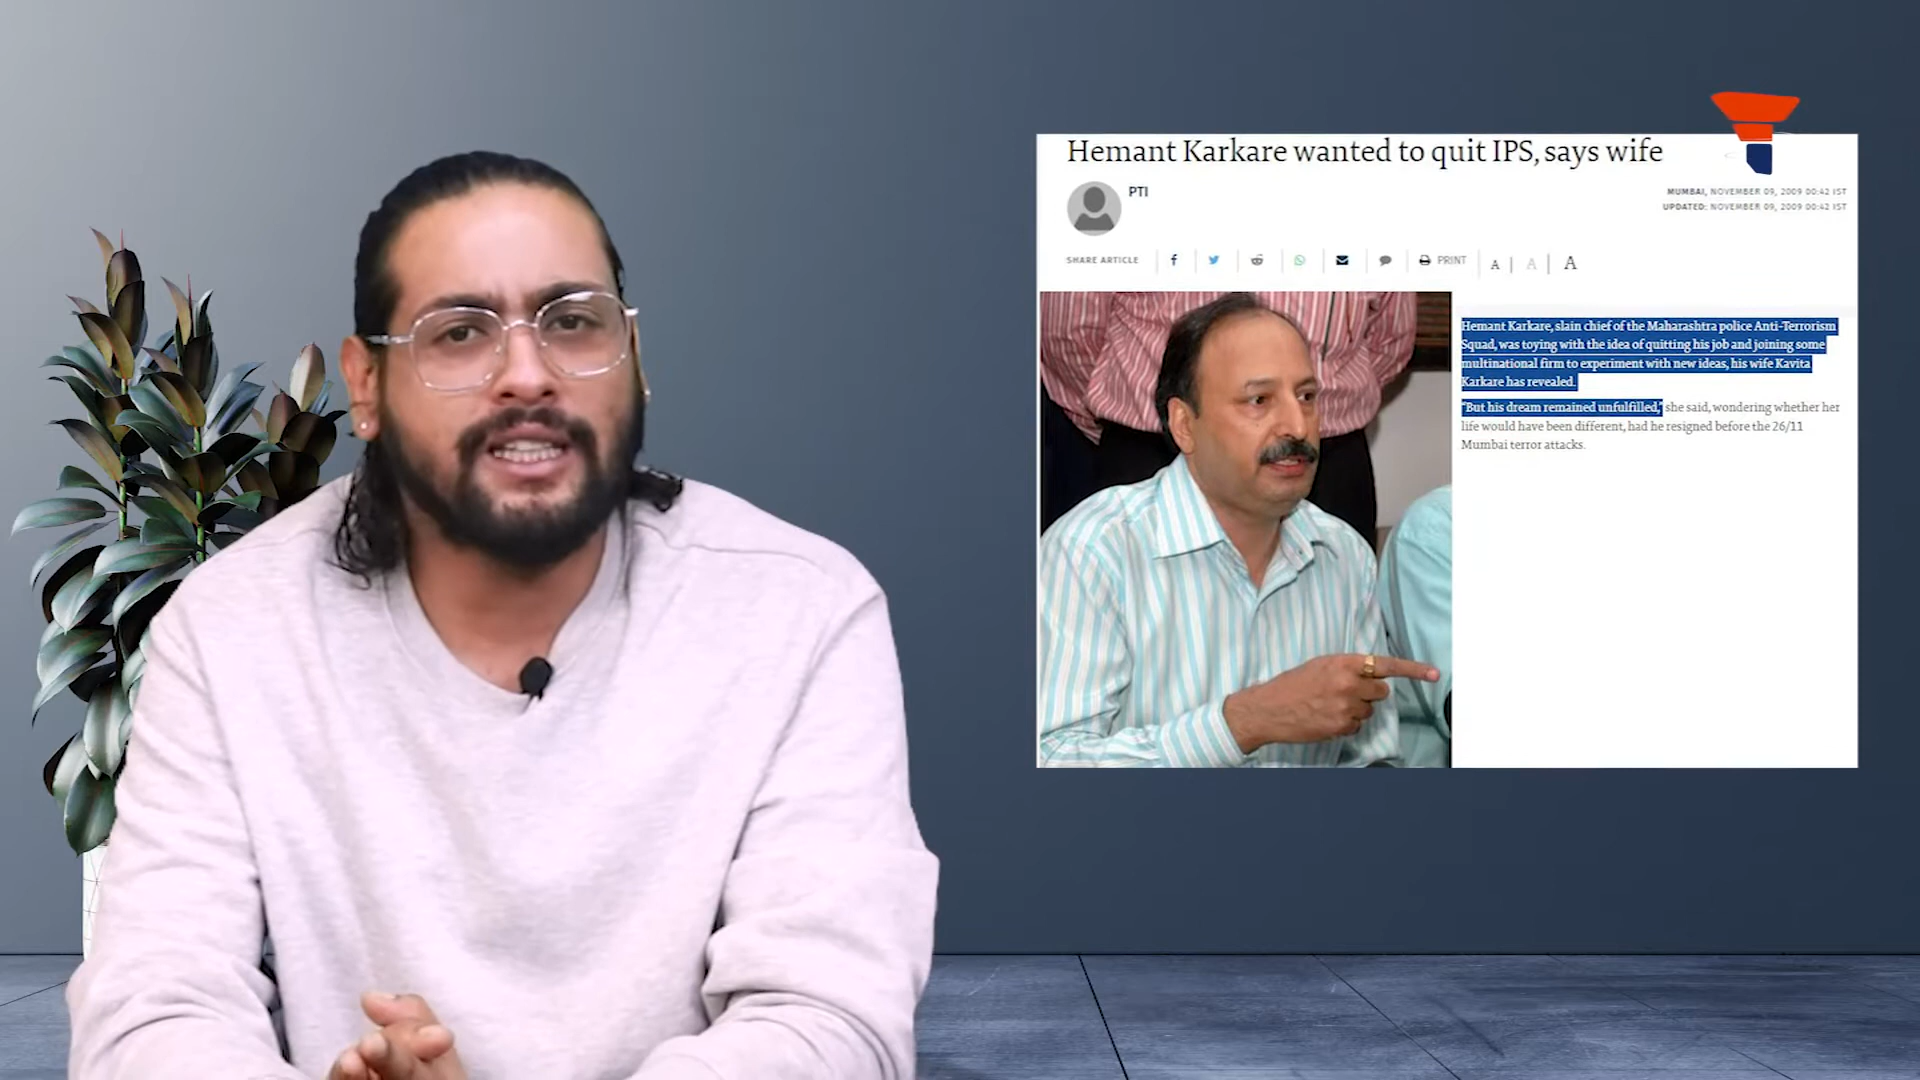 Hemant Karkare wanted to quit IPS, says wife
PTI
MUMBAI, NOVEMBER 09, 2009 00:42 IST
UPDATED: NOVEMBER 09, 2009 00:42 IST
SHARE ARTICLE PRINT A A A
Hemant Karkare, slain chief of the Maharashtra police Anti-Terrorism
Squad, was toying with the idea of quitting his job and joining some
multinational firm to experiment with new ideas, his wife Kavita
Karkare has revealed.
“But his dream remained unfulfilled,” she said, wondering whether her
life would have been different, had he resigned before the 26/11
Mumbai terror attacks.